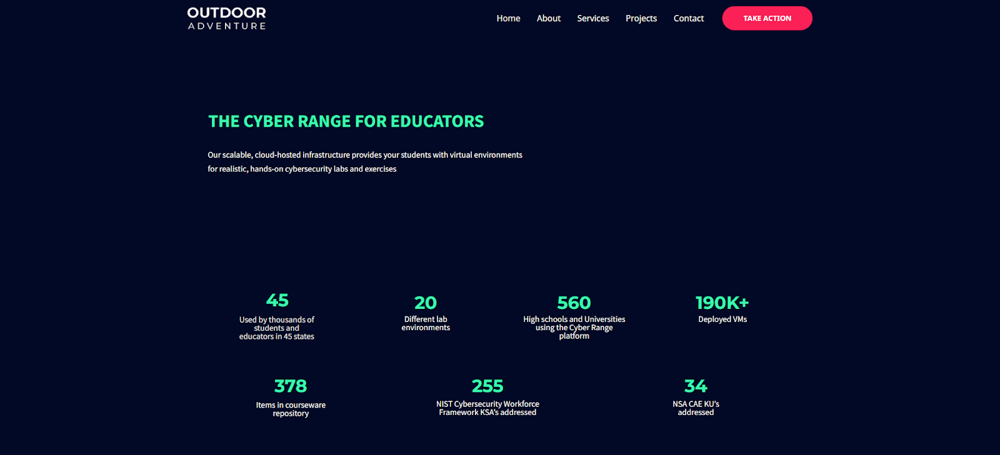 OUTDOOR
ADVENTURE
Home About Services Projects Contact TAKE ACTION
THE CYBER RANGE FOR EDUCATORS
Our scalable, cloud-hosted infrastructure provides your students with virtual environments
for realistic, hands-on cybersecurity labs and exercises
45
Used by thousands of
students and
educators in 45 states
20
Different lab
environments
560
High schools and Universities
using the Cyber Range
platform
190K+
Deployed VMs
378
Items in courseware
repository
255
NIST Cybersecurity Workforce
Framework KSA’s addressed
34
NSA CAE KU’s
addressed